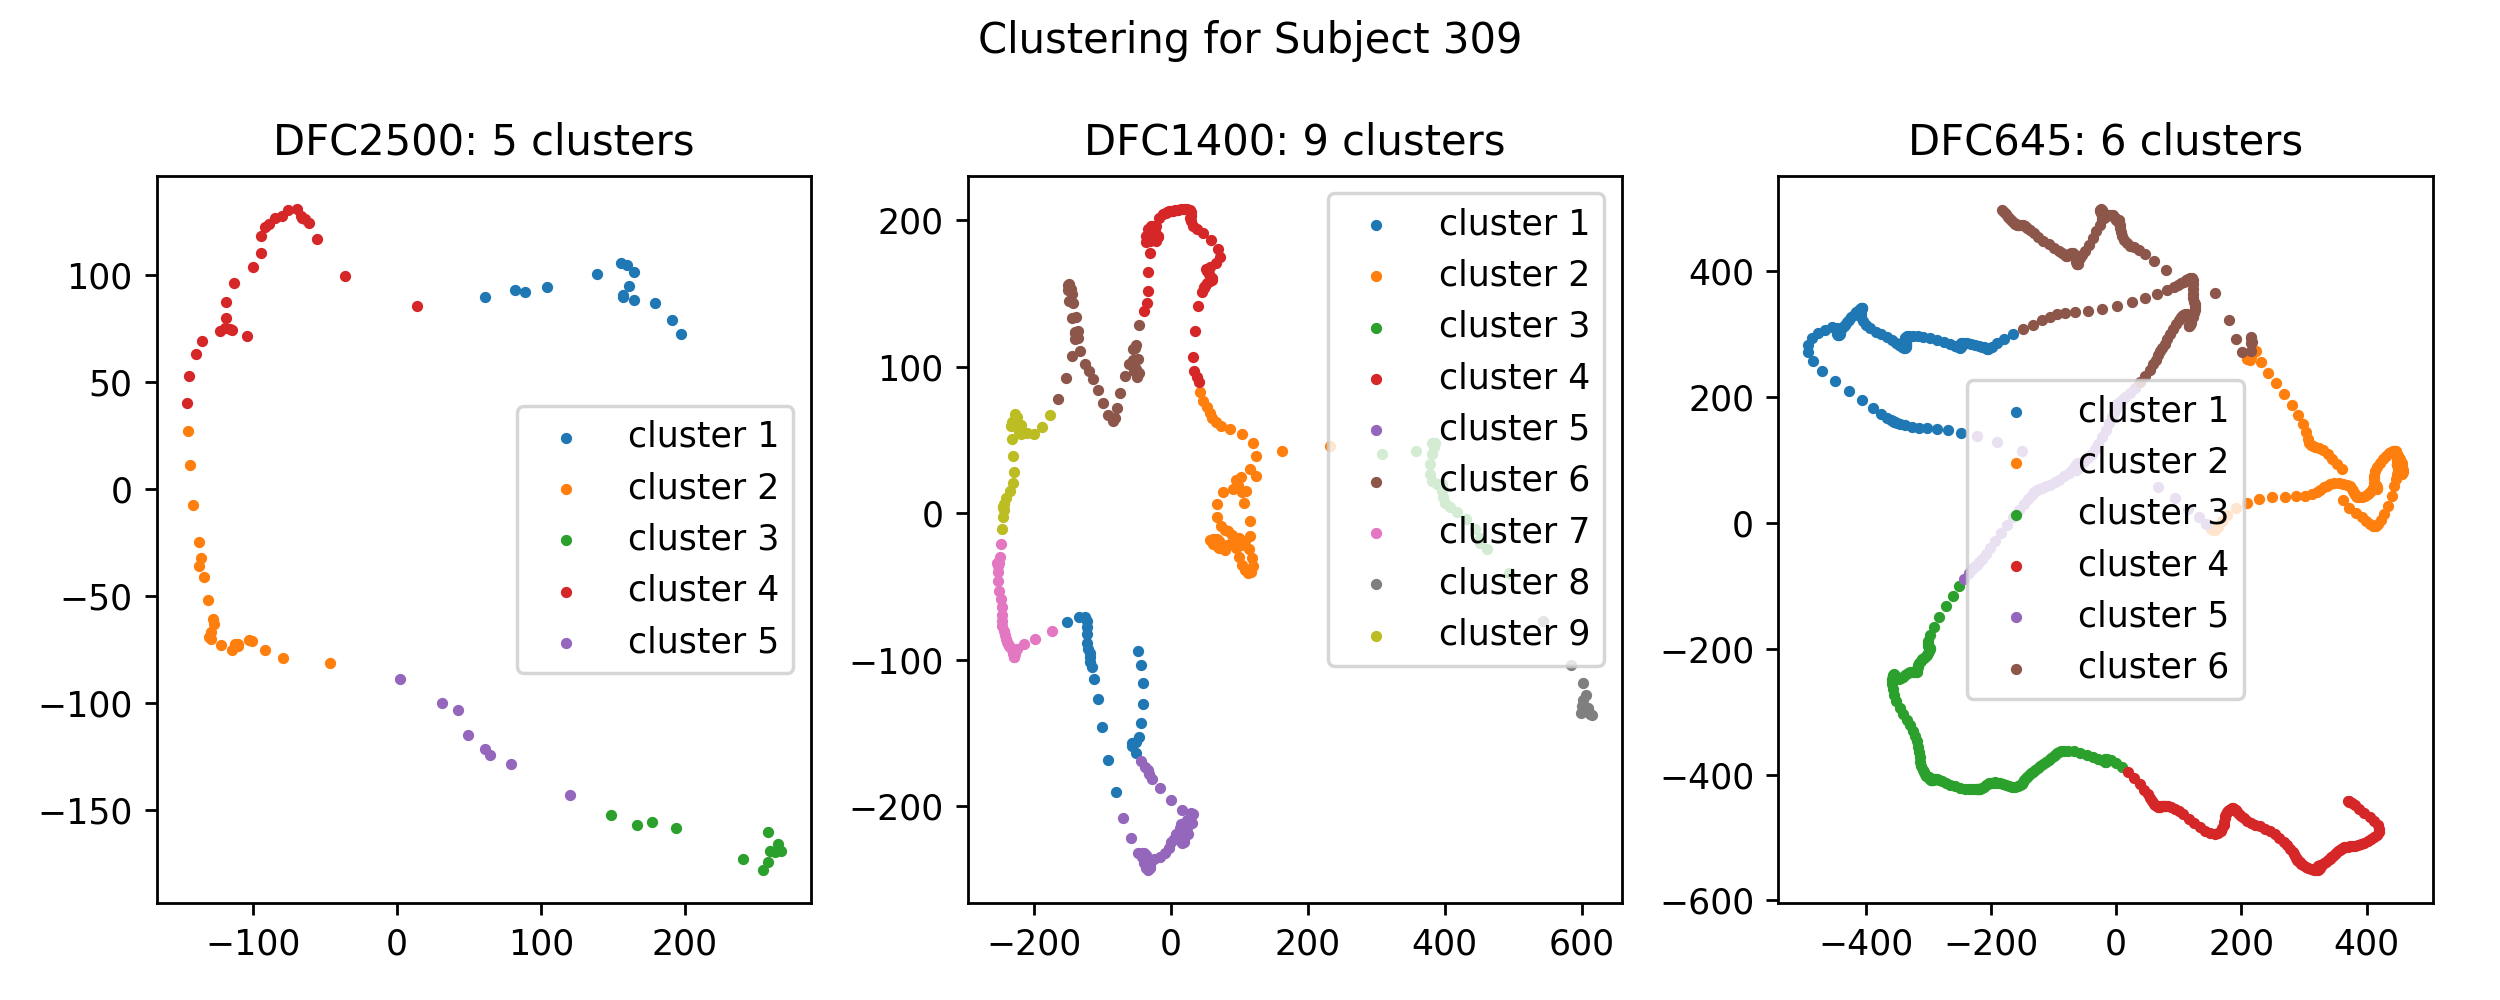 Clustering for Subject 309
DFC2500: 5 clusters
100
50
0
−50
−100
−150
−100 0 100 200
cluster 1
cluster 2
cluster 3
cluster 4
cluster 5
DFC1400: 9 clusters
200
100
0
−100
−200
−200 0 200 400 600
cluster 1
cluster 2
cluster 3
cluster 4
cluster 5
cluster 6
cluster 7
cluster 8
cluster 9
DFC645: 6 clusters
400
200
0
−200
−400
−600
−400 −200 0 200 400
cluster 1
cluster 2
cluster 3
cluster 4
cluster 5
cluster 6